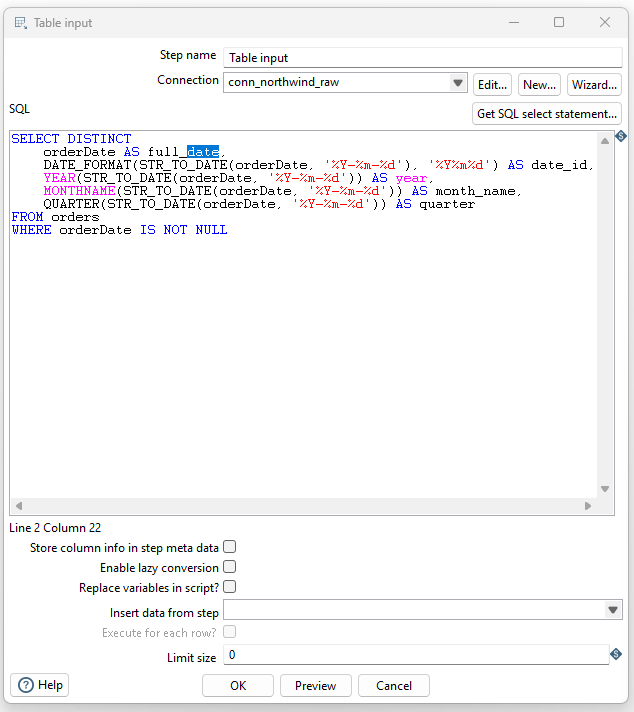 Table input
Step name Table input
Connection conn_northwind_raw Edit... New... Wizard...
SQL Get SQL select statement...
SELECT DISTINCT
    orderDate AS full_date,
    DATE_FORMAT(STR_TO_DATE(orderDate, '%Y-%m-%d'), '%Y%m%d') AS date_id,
    YEAR(STR_TO_DATE(orderDate, '%Y-%m-%d')) AS year,
    MONTHNAME(STR_TO_DATE(orderDate, '%Y-%m-%d')) AS month_name,
    QUARTER(STR_TO_DATE(orderDate, '%Y-%m-%d')) AS quarter
FROM orders
WHERE orderDate IS NOT NULL
Line 2 Column 22
Store column info in step meta data
Enable lazy conversion
Replace variables in script?
Insert data from step
Execute for each row?
Limit size 0
Help OK Preview Cancel